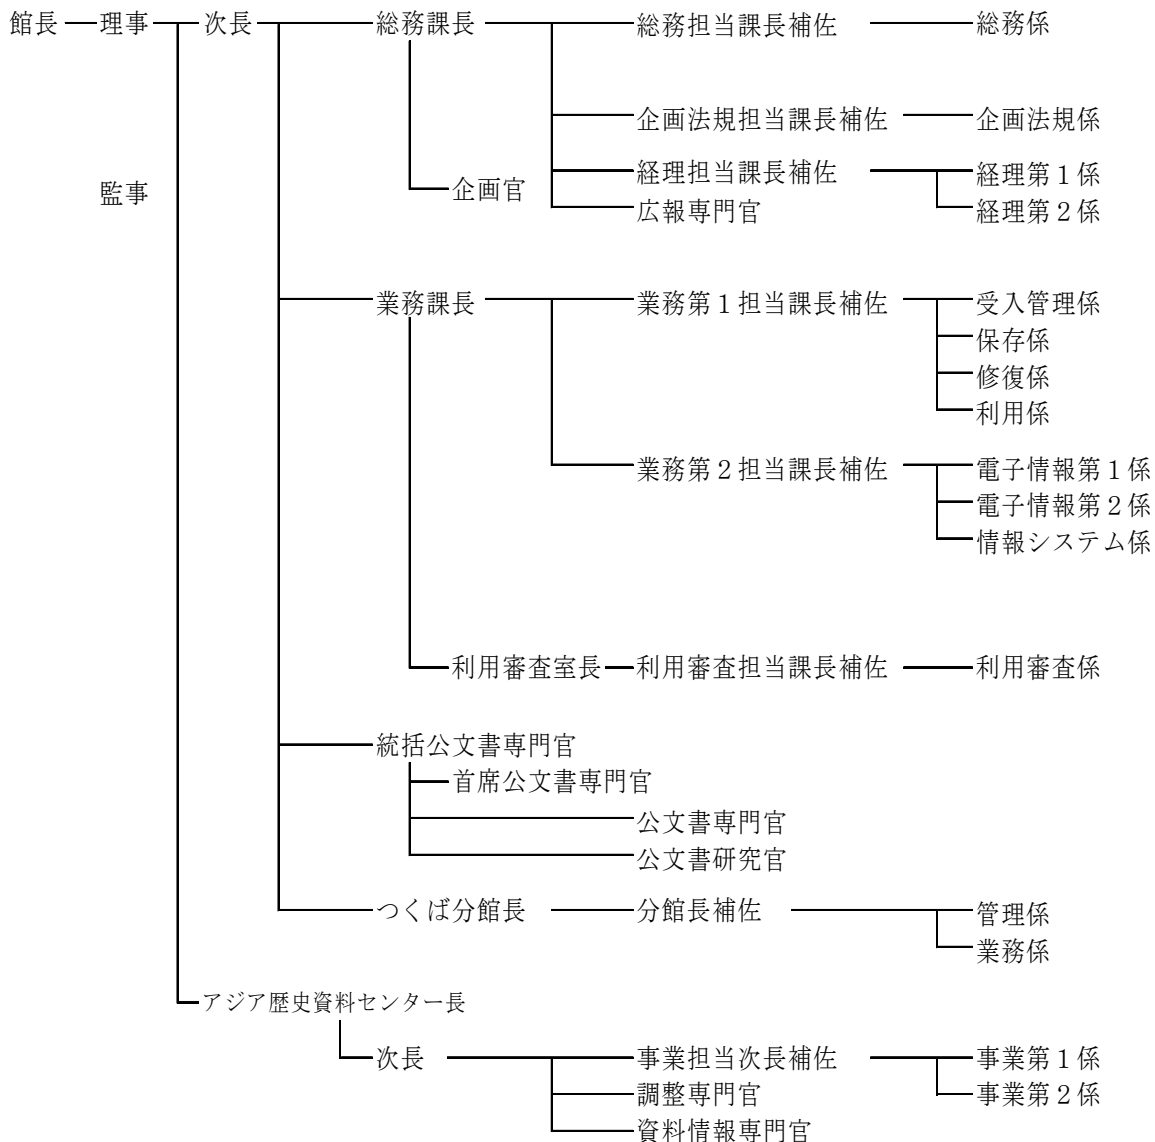 館長 理事 次長 総務課長 総務担当課長補佐 総務係
企画法規担当課長補佐 企画法規係
経理担当課長補佐 経理第１係
監事 企画官
広報専門官 経理第２係
業務課長 業務第１担当課長補佐 受入管理係
保存係
修復係
利用係
業務第２担当課長補佐 電子情報第１係
電子情報第２係
情報システム係
利用審査室長 利用審査担当課長補佐 利用審査係
統括公文書専門官
首席公文書専門官
公文書専門官
公文書研究官
つくば分館長 分館長補佐 管理係
業務係
アジア歴史資料センター長
次長 事業担当次長補佐 事業第１係
調整専門官 事業第２係
資料情報専門官